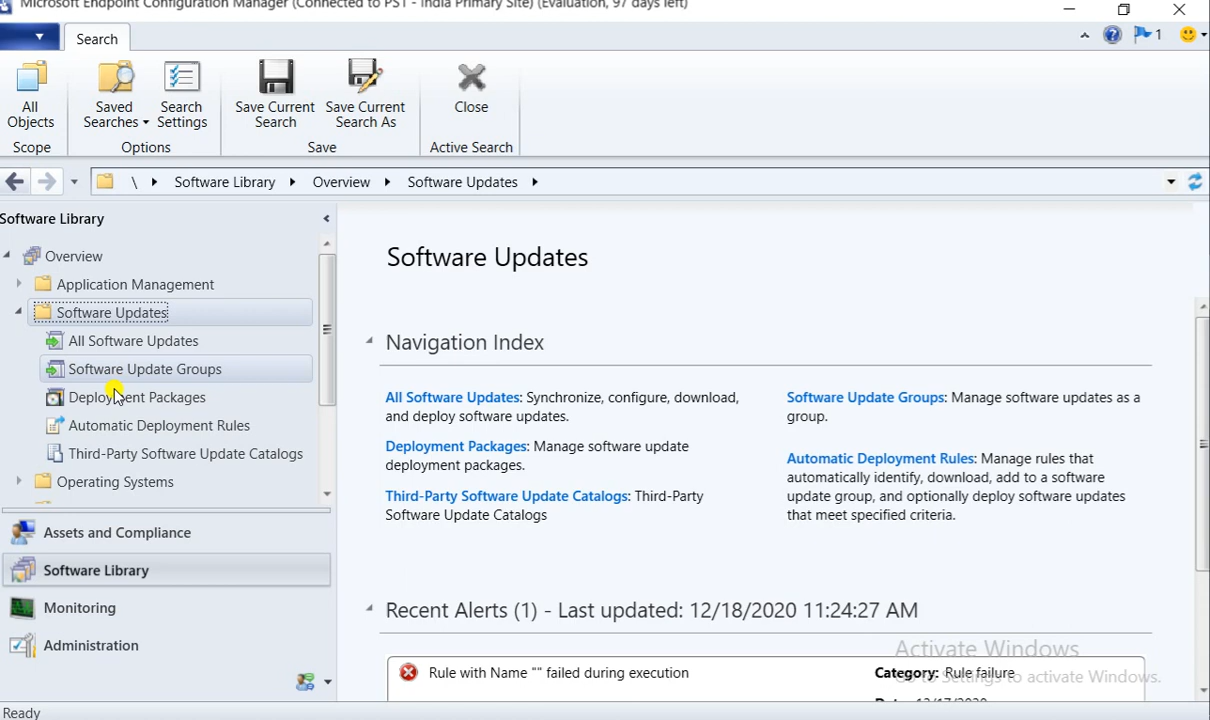 Microsoft Endpoint Configuration Manager (Connected to PS1 - India Primary Site) (Evaluation, 97 days left)
Search
1
All Objects
Saved Searches
Search Settings
Save Current Search
Save Current Search As
Close
Scope
Options
Save
Active Search
\ Software Library Overview Software Updates
Software Library
Overview
Application Management
Software Updates
All Software Updates
Software Update Groups
Deployment Packages
Automatic Deployment Rules
Third-Party Software Update Catalogs
Operating Systems
Assets and Compliance
Software Library
Monitoring
Administration
Software Updates
Navigation Index
All Software Updates: Synchronize, configure, download,
and deploy software updates.
Deployment Packages: Manage software update
deployment packages.
Third-Party Software Update Catalogs: Third-Party
Software Update Catalogs
Software Update Groups: Manage software updates as a
group.
Automatic Deployment Rules: Manage rules that
automatically identify, download, add to a software
update group, and optionally deploy software updates
that meet specified criteria.
Recent Alerts (1) - Last updated: 12/18/2020 11:24:27 AM
Rule with Name "" failed during execution
Category: Rule failure
Activate Windows
Go to Settings to activate Windows.
Ready